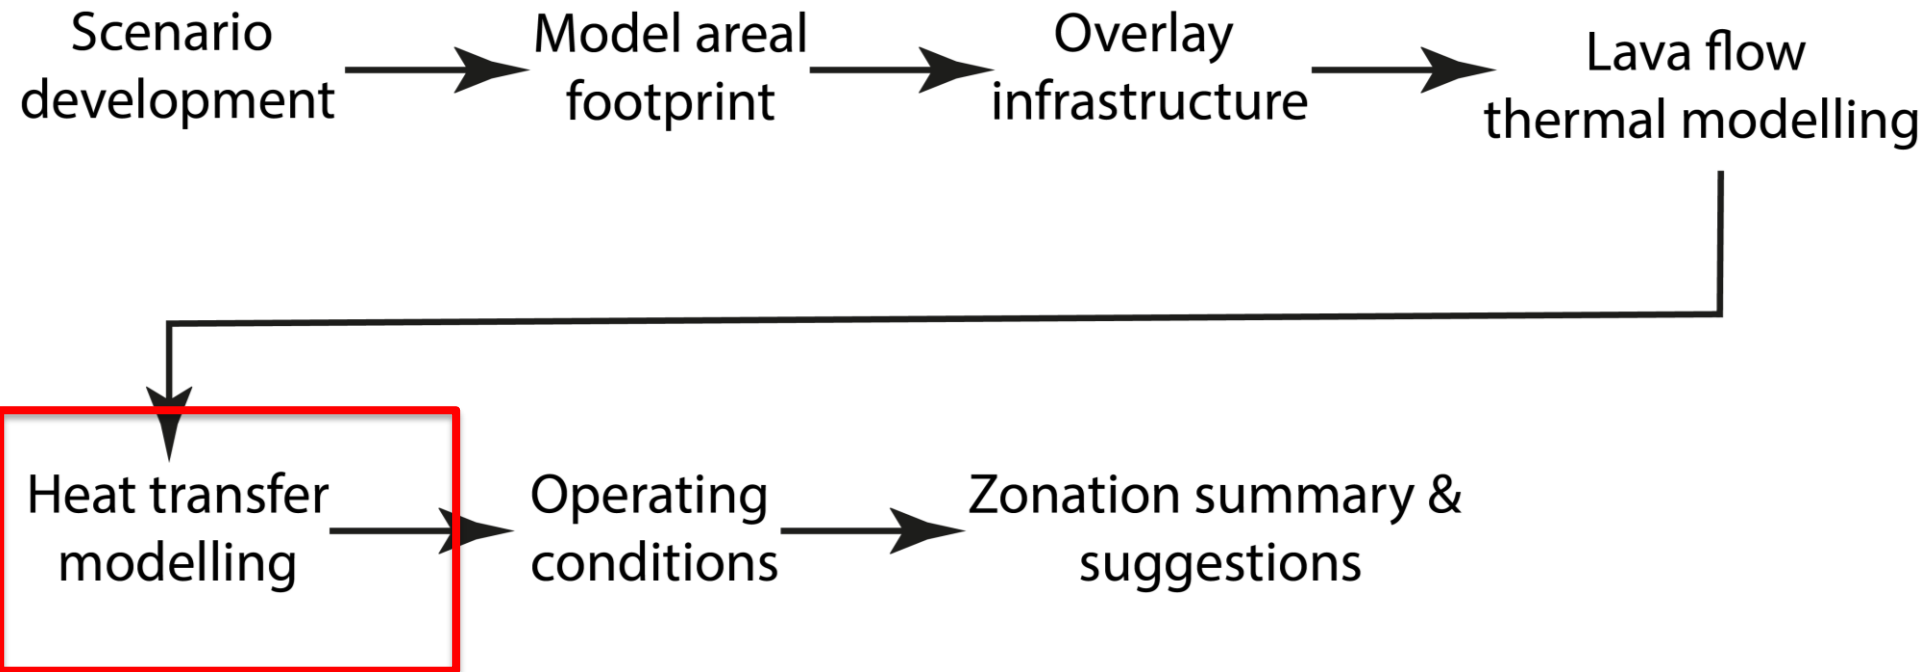 Scenario
development
Model areal
footprint
Overlay
infrastructure
Lava flow
thermal modelling
Heat transfer
modelling
Operating
conditions
Zonation summary &
suggestions